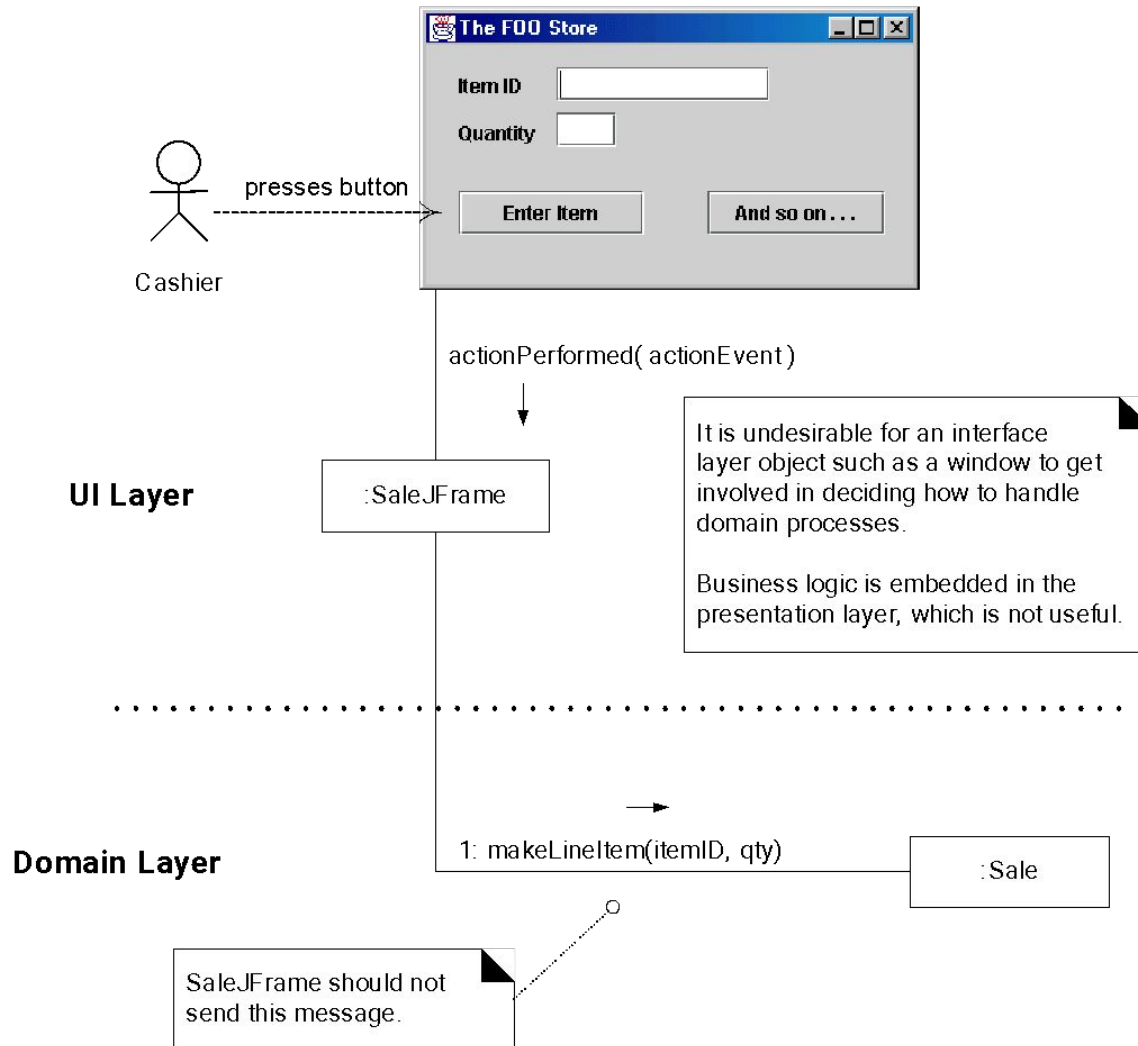 The FOO Store
Item ID
Quantity
presses button
Enter Item
And so on . . .
Cashier
actionPerformed( actionEvent )
It is undesirable for an interface
layer object such as a window to get
involved in deciding how to handle
domain processes.
Business logic is embedded in the
presentation layer, which is not useful.
UI Layer
:SaleJFrame
1: makeLineItem(itemID, qty)
Domain Layer
:Sale
SaleJFrame should not
send this message.